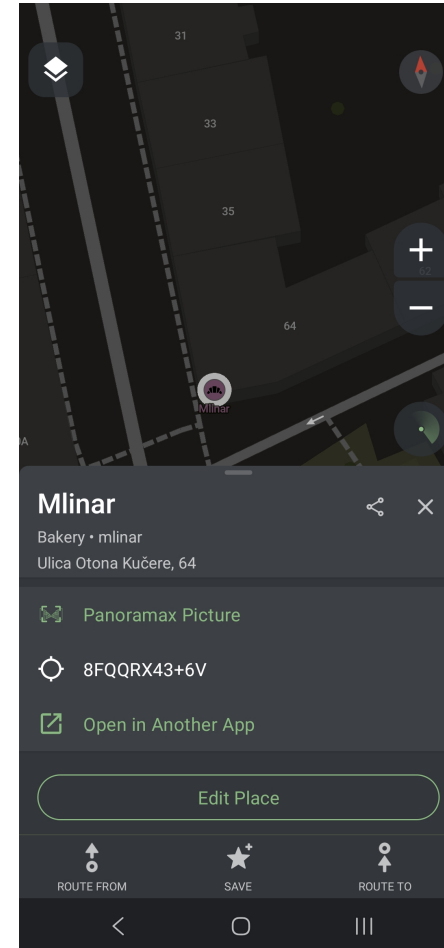 31
33
35
62
64
Mlinar
Mlinar
Bakery • mlinar
Ulica Otona Kučere, 64
Panoramax Picture
8FQQRX43+6V
Open in Another App
Edit Place
ROUTE FROM
SAVE
ROUTE TO